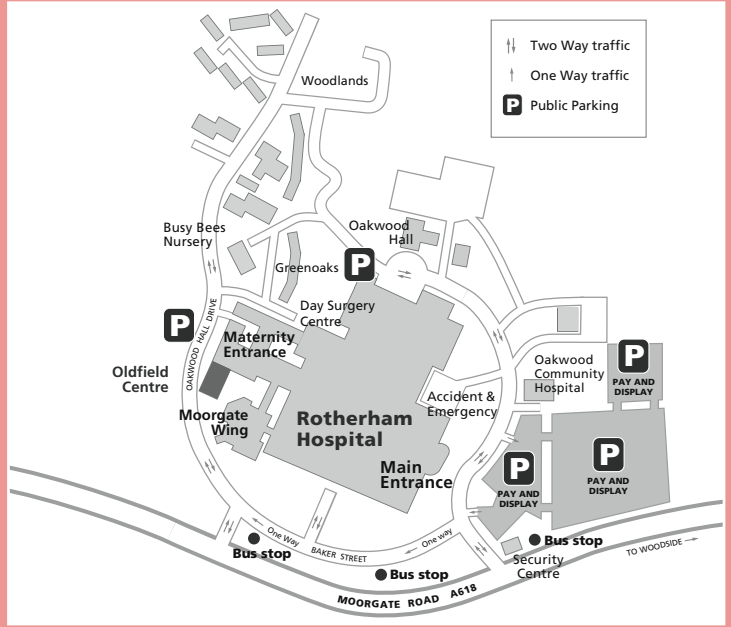 Two Way traffic
One Way traffic
P Public Parking
Woodlands
Busy Bees
Nursery
Oakwood
Hall
Greenoaks
P
Day Surgery
Centre
P
OAKWOOD HALL DRIVE
Maternity
Entrance
Oldfield
Centre
Moorgate
Wing
Rotherham
Hospital
Accident &
Emergency
Main
Entrance
Oakwood
Community
Hospital
P
PAY AND
DISPLAY
P
PAY AND
DISPLAY
P
PAY AND
DISPLAY
One Way
BAKER STREET
One way
Bus stop
Bus stop
Bus stop
Security
Centre
TO WOODSIDE
MOORGATE ROAD A618